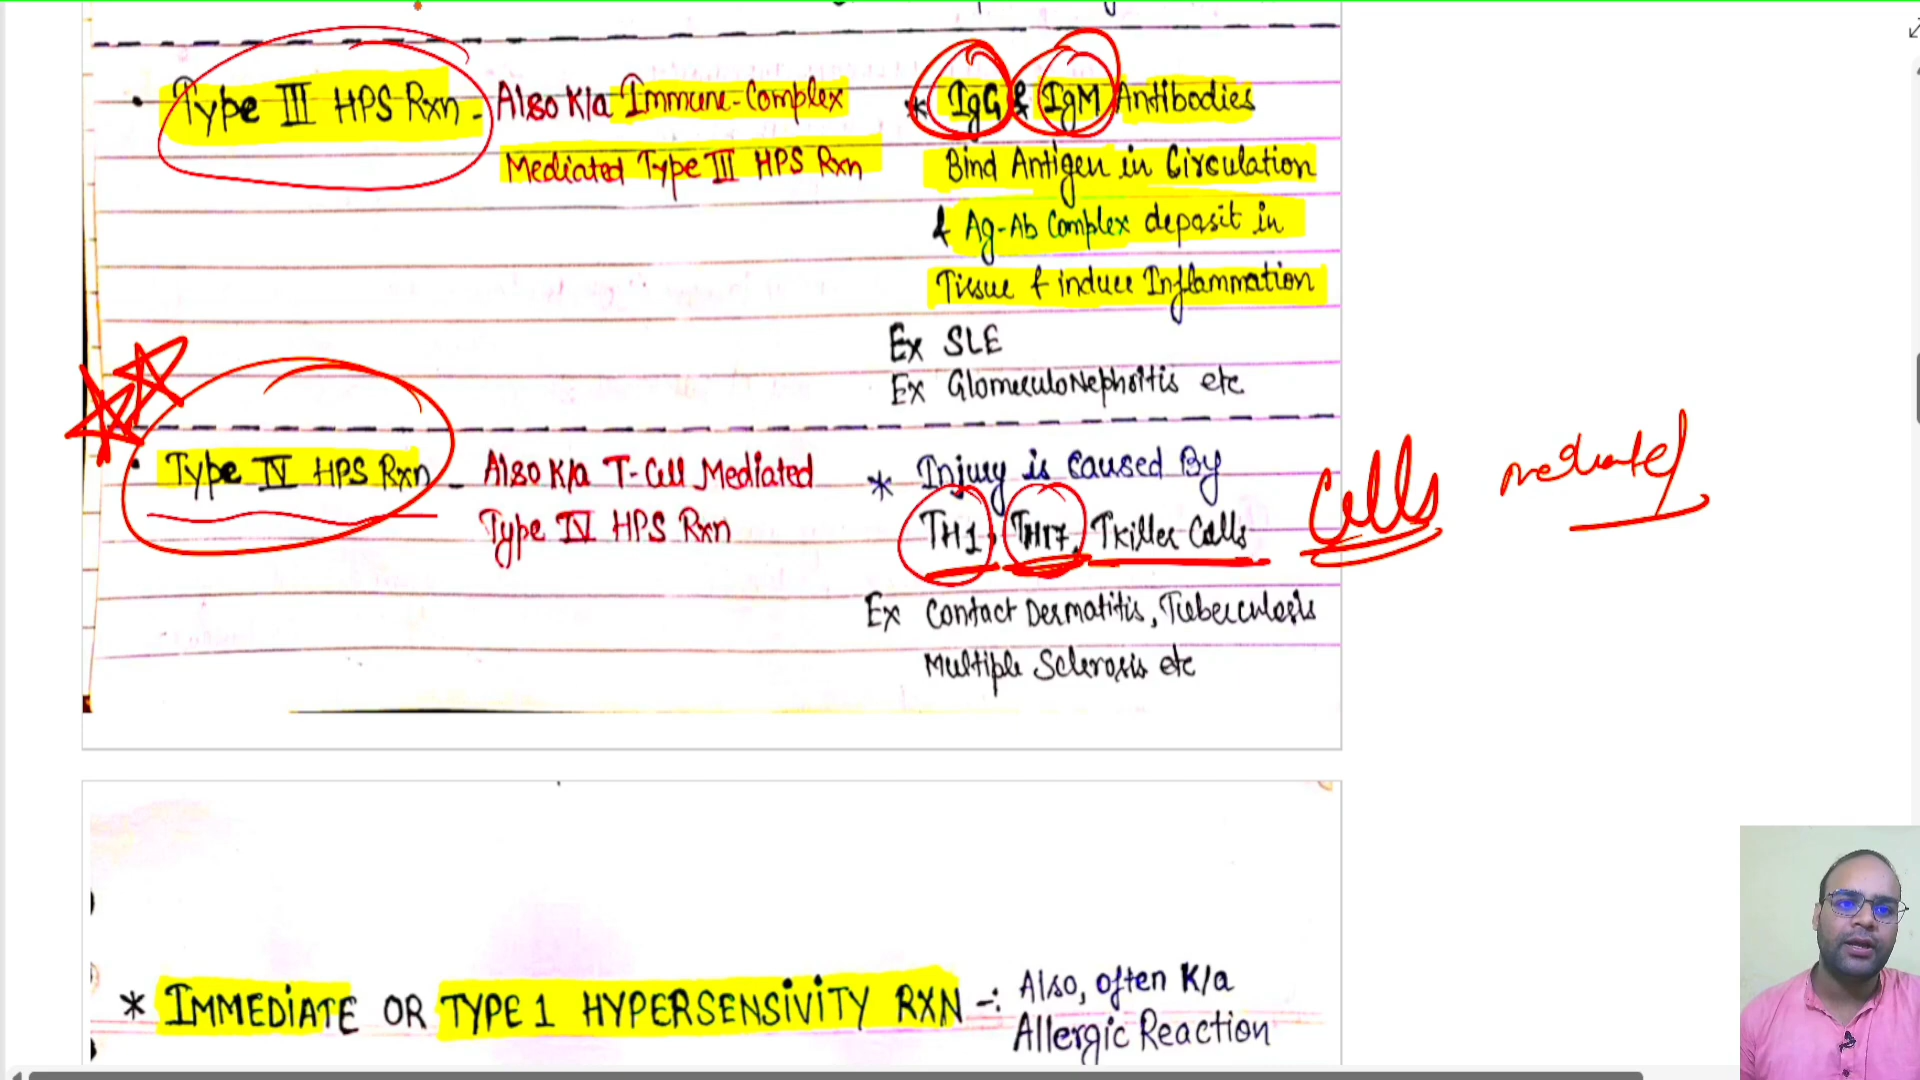 • Type III HPS Rxn - Also K/a Immune-Complex
Mediated Type III HPS Rxn
* IgG & IgM Antibodies
Bind Antigen in Circulation
& Ag-Ab Complex deposit in
Tissue & induce Inflammation
Ex SLE
Ex GlomeruloNephritis etc
• Type IV HPS Rxn - Also K/a T-Cell Mediated
Type IV HPS Rxn
* Injury is Caused By
TH1, TH17, Tkiller Cells
Cells mediated
Ex Contact Dermatitis, Tuberculosis
Multiple Sclerosis etc
* IMMEDIATE OR TYPE 1 HYPERSENSIVITY RXN -: Also, often K/a
Allergic Reaction